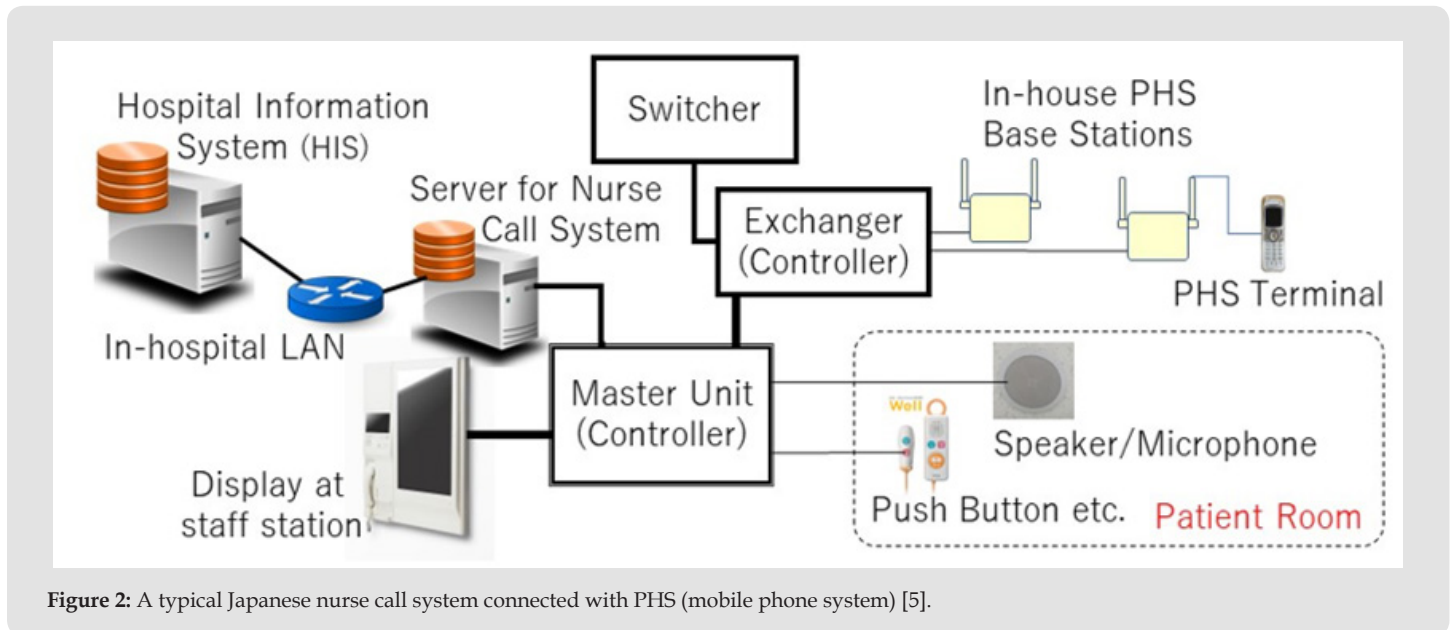 Hospital Information
System (HIS)
Switcher
In-house PHS
Base Stations
Server for Nurse
Call System
Exchanger
(Controller)
PHS Terminal
In-hospital LAN
Master Unit
(Controller)
Well
Speaker/Microphone
Display at
staff station
Push Button etc.
Patient Room
Figure 2: A typical Japanese nurse call system connected with PHS (mobile phone system) [5].